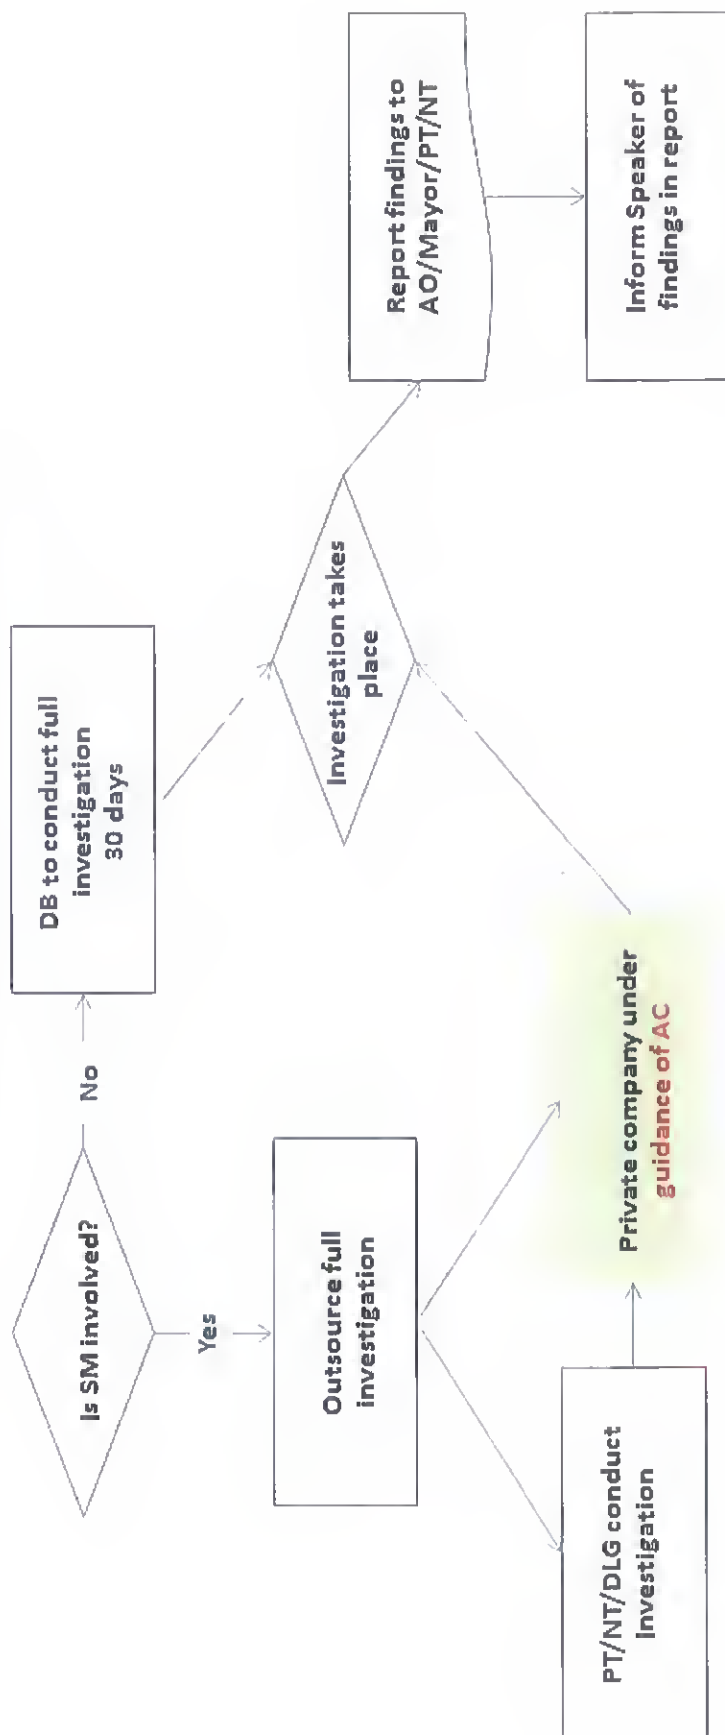 Is SM involved?
No
DB to conduct full
investigation
30 days
Yes
Outsource full
investigation
PT/NT/DLG conduct
Investigation
Private company under
guidance of AC
Investigation takes
place
Report findings to
AO/Mayor/PT/NT
Inform Speaker of
findings in report